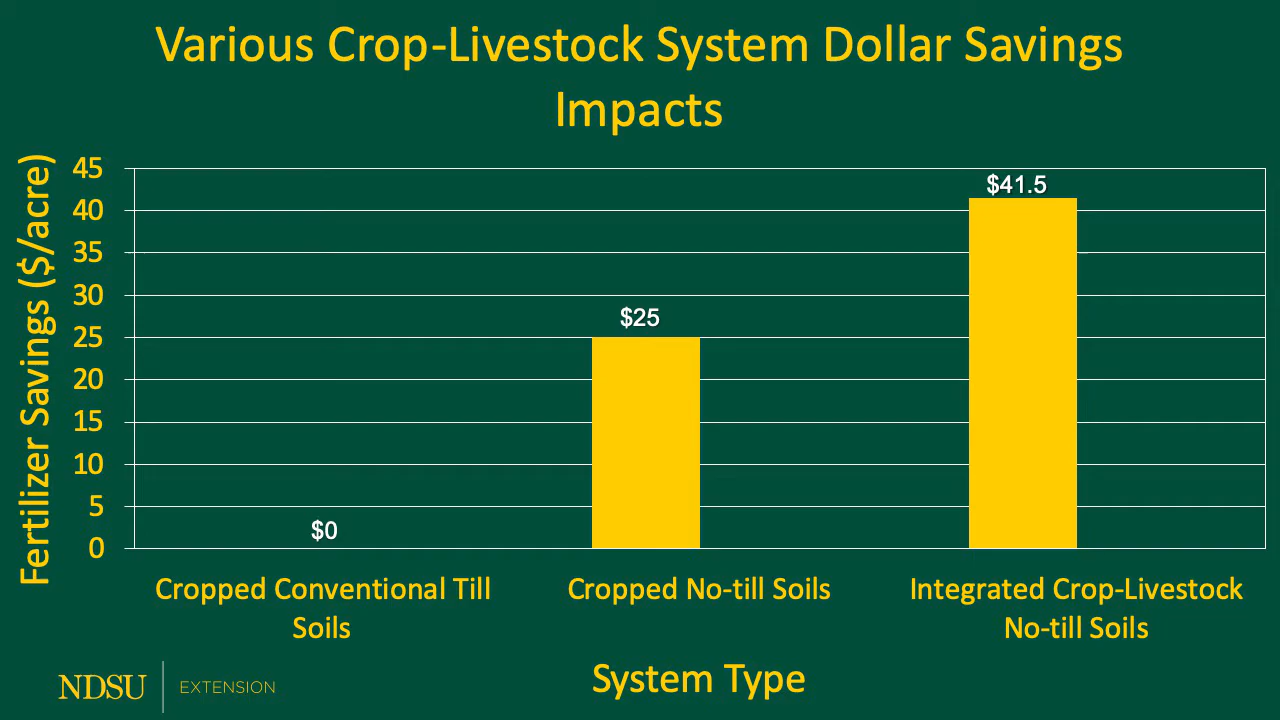 Various Crop-Livestock System Dollar Savings
Impacts
Fertilizer Savings ($/acre)
45
40
35
30
25
20
15
10
5
0
$0
$25
$41.5
Cropped Conventional Till
Soils
Cropped No-till Soils
Integrated Crop-Livestock
No-till Soils
System Type
NDSU EXTENSION